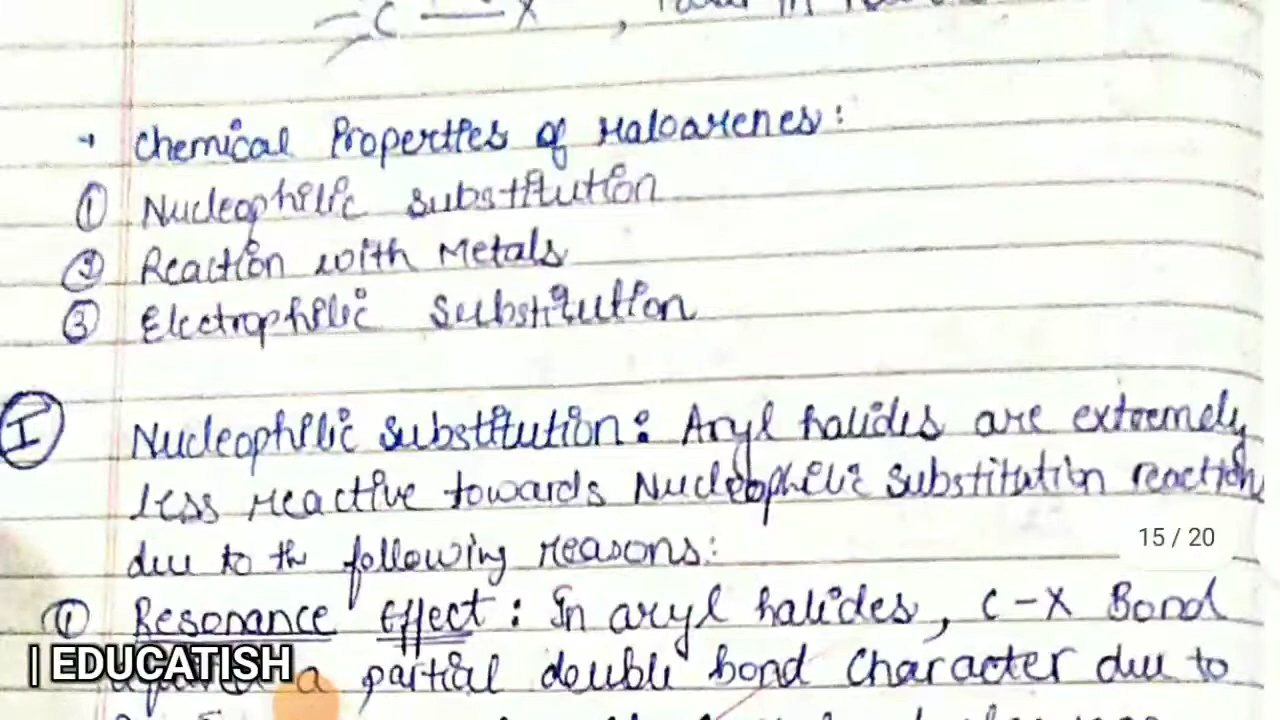 C — X ,
→ Chemical Properties of Haloarenes:
① Nucleophilic substitution
② Reaction with Metals
③ Electrophilic Substitution
Ⓘ Nucleophilic substitution: Aryl halides are extremely
less reactive towards Nucleophilic substitution reaction
due to th following reasons:
① Resonance Effect: In aryl halides, C-X Bond
a partial double bond character due to
15 / 20
| EDUCATISH